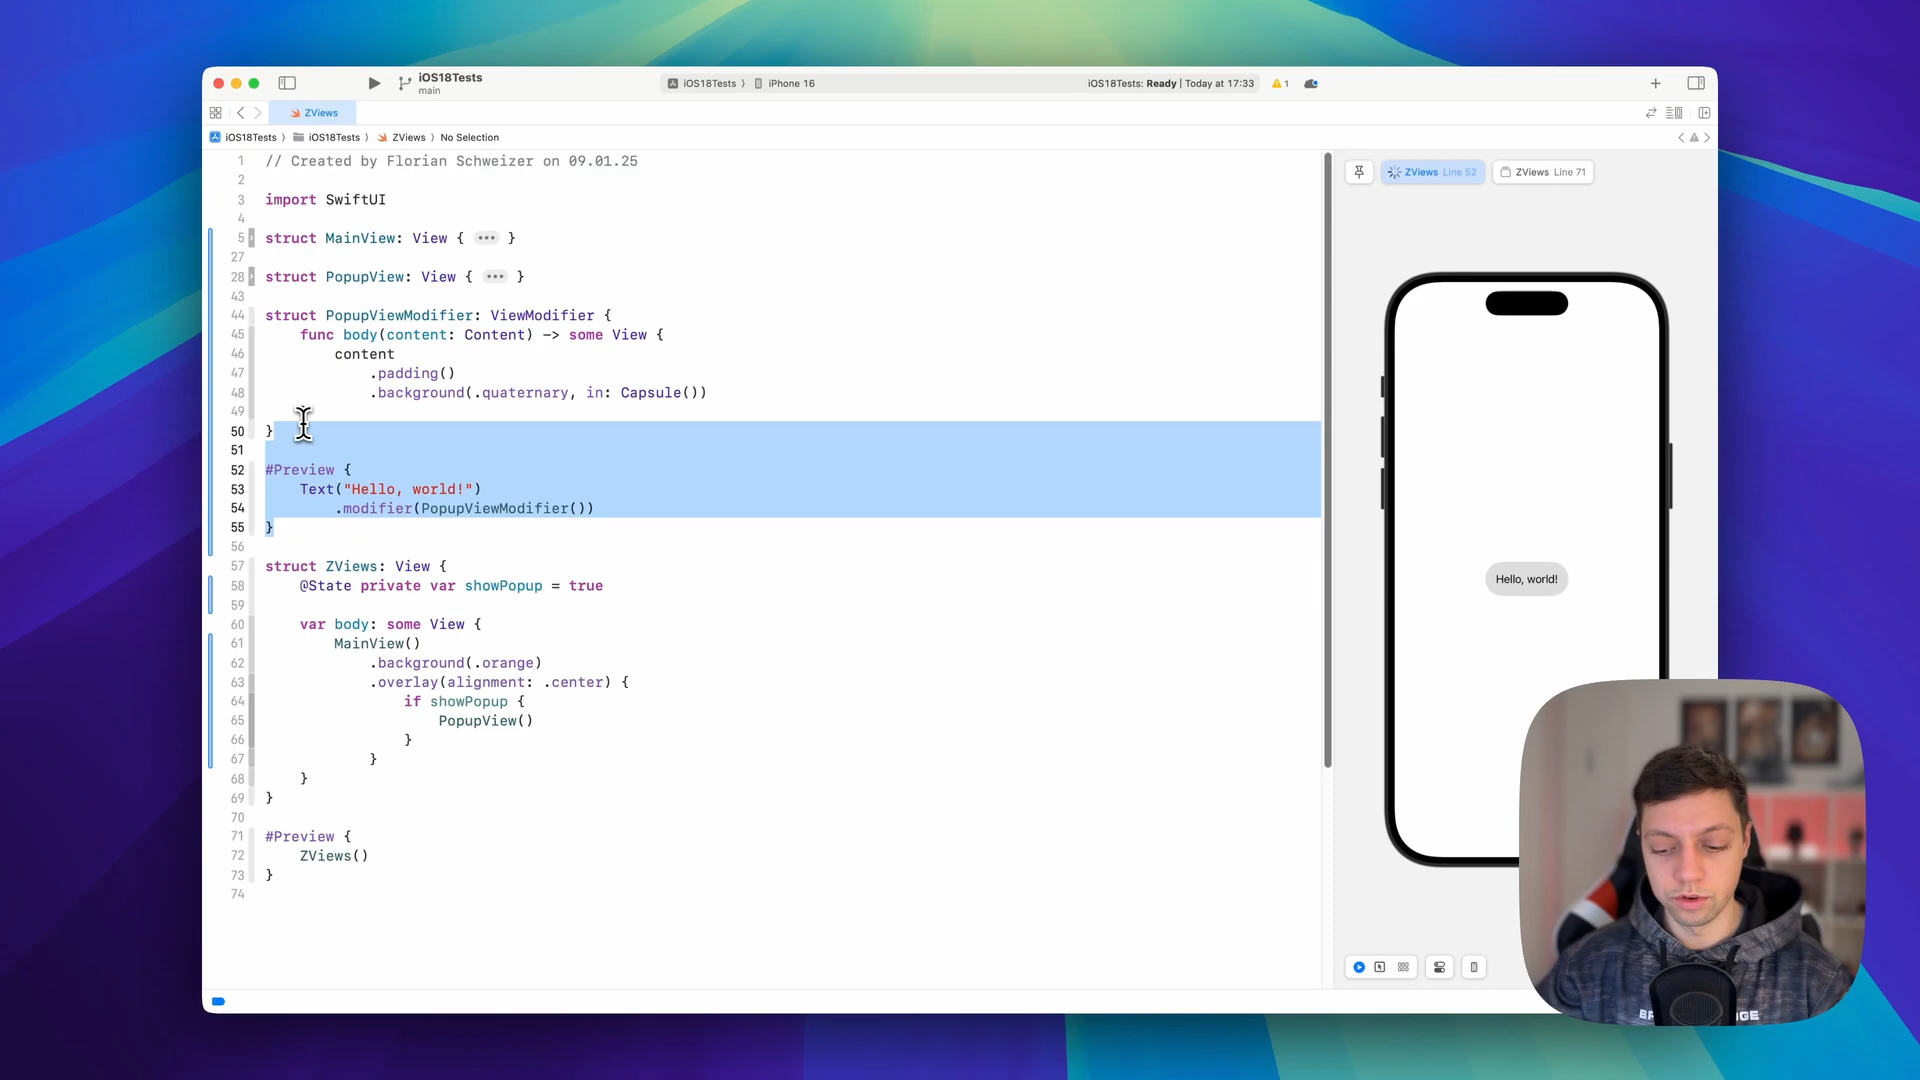 iOS18Tests
main
iOS18Tests 〉 iPhone 16
iOS18Tests: Ready | Today at 17:33
1
ZViews
iOS18Tests 〉 iOS18Tests 〉 ZViews 〉 No Selection
1 // Created by Florian Schweizer on 09.01.25
2
3 import SwiftUI
4
5 struct MainView: View { ••• }
27
28 struct PopupView: View { ••• }
43
44 struct PopupViewModifier: ViewModifier {
45 func body(content: Content) -> some View {
46 content
47 .padding()
48 .background(.quaternary, in: Capsule())
49
50 }
51
52 #Preview {
53 Text("Hello, world!")
54 .modifier(PopupViewModifier())
55 }
56
57 struct ZViews: View {
58 @State private var showPopup = true
59
60 var body: some View {
61 MainView()
62 .background(.orange)
63 .overlay(alignment: .center) {
64 if showPopup {
65 PopupView()
66 }
67 }
68 }
69 }
70
71 #Preview {
72 ZViews()
73 }
74
ZViews Line 52
ZViews Line 71
Hello, world!